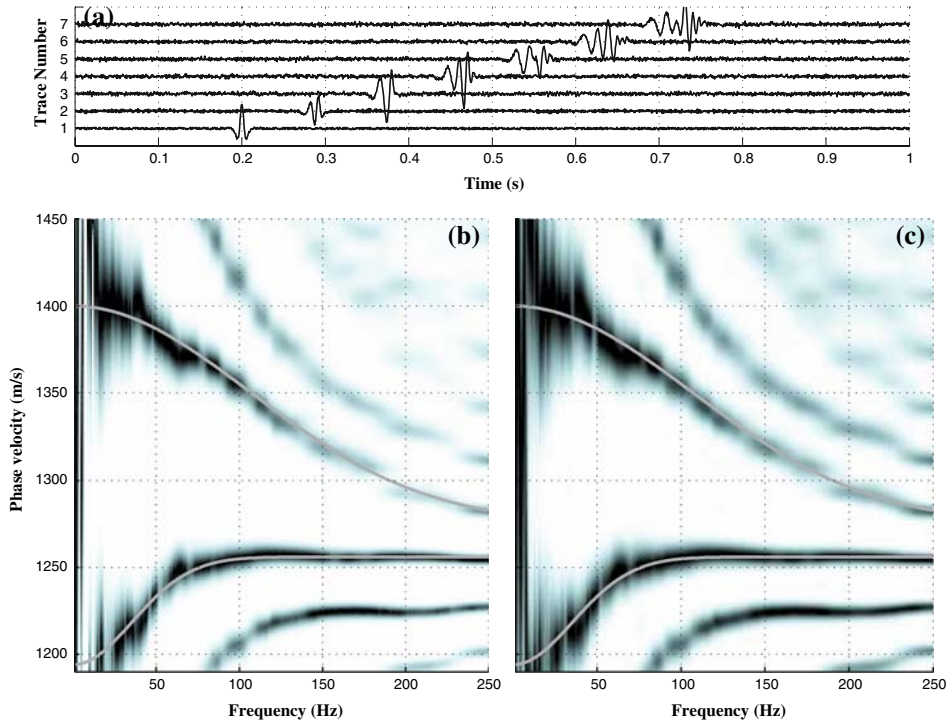 (a)
Trace Number
7
6
5
4
3
2
1
0 0.1 0.2 0.3 0.4 0.5 0.6 0.7 0.8 0.9 1
Time (s)
(b)
(c)
Phase velocity (m/s)
1450
1400
1350
1300
1250
1200
50 100 150 200 250
50 100 150 200 250
Frequency (Hz)
Frequency (Hz)